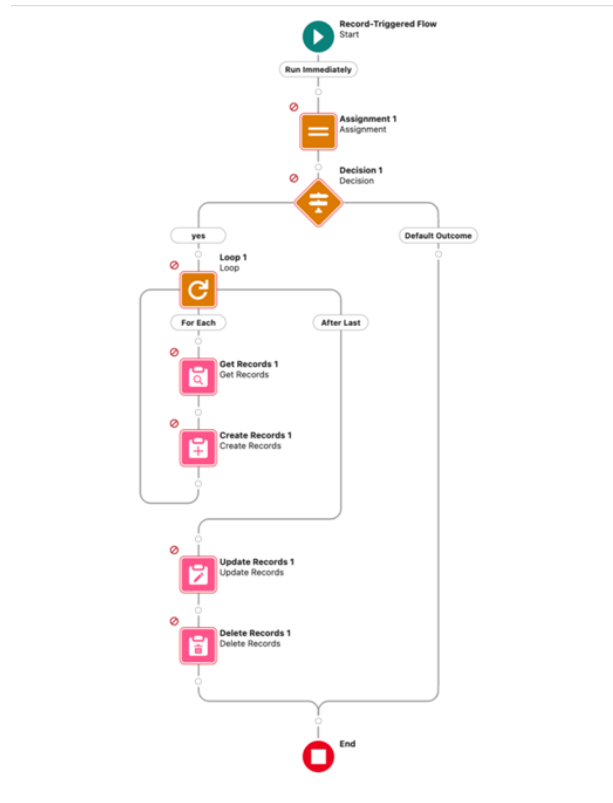 Record-Triggered Flow
Start
Run Immediately
Assignment 1
Assignment
Decision 1
Decision
yes
Default Outcome
Loop 1
Loop
For Each
After Last
Get Records 1
Get Records
Create Records 1
Create Records
Update Records 1
Update Records
Delete Records 1
Delete Records
End